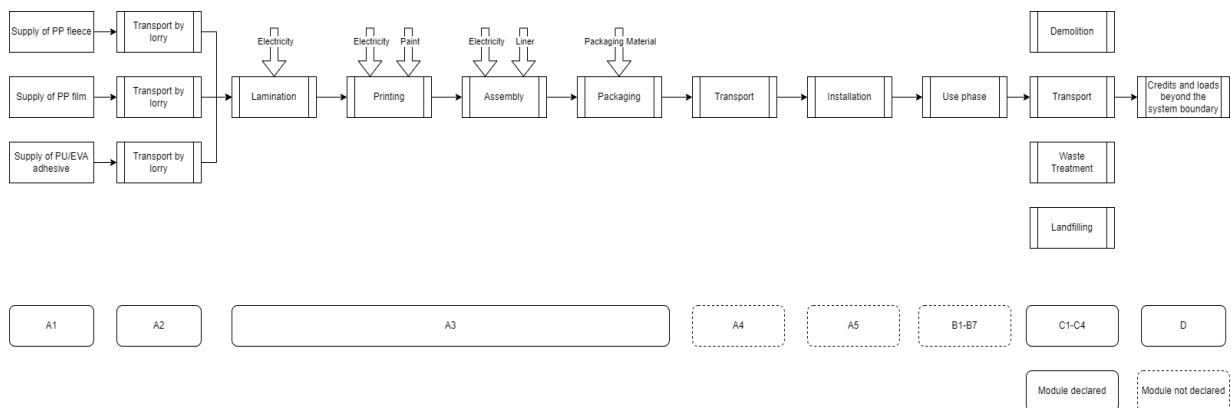 Supply of PP fleece
Transport by
lorry
Supply of PP film
Transport by
lorry
Supply of PU/EVA
adhesive
Transport by
lorry
Electricity
Lamination
Electricity
Paint
Printing
Electricity
Liner
Assembly
Packaging Material
Packaging
Transport
Installation
Use phase
Demolition
Transport
Waste
Treatment
Landfilling
Credits and loads
beyond the
system boundary
A1
A2
A3
A4
A5
B1-B7
C1-C4
D
Module declared
Module not declared